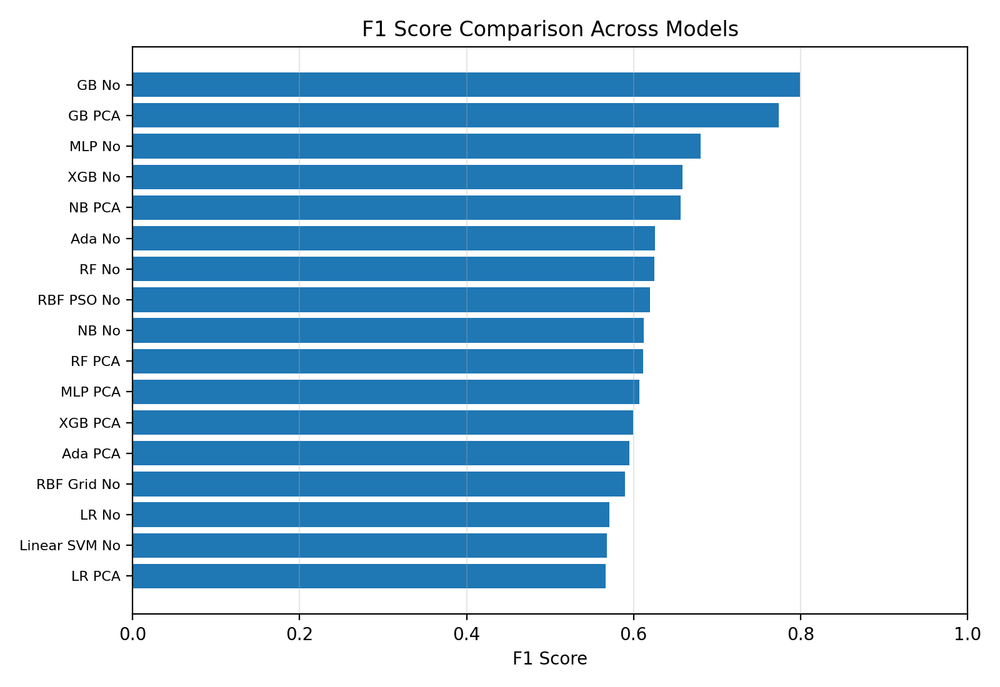 F1 Score Comparison Across Models
GB No
GB PCA
MLP No
XGB No
NB PCA
Ada No
RF No
RBF PSO No
NB No
RF PCA
MLP PCA
XGB PCA
Ada PCA
RBF Grid No
LR No
Linear SVM No
LR PCA
0.0 0.2 0.4 0.6 0.8 1.0
F1 Score